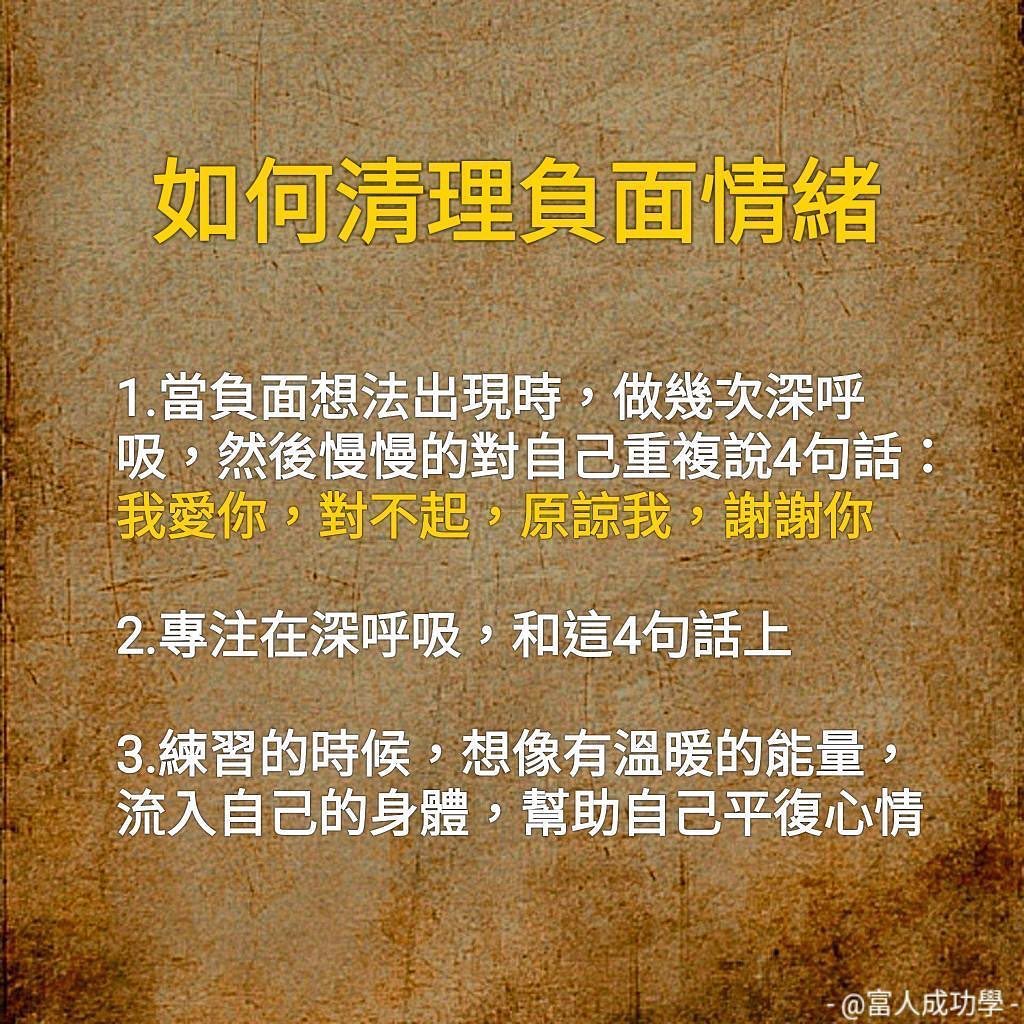 如何清理負面情緒
1.當負面想法出現時，做幾次深呼
吸，然後慢慢的對自己重複說4句話：
我愛你，對不起，原諒我，謝謝你
2.專注在深呼吸，和這4句話上
3.練習的時候，想像有溫暖的能量，
流入自己的身體，幫助自己平復心情
- @富人成功學 -